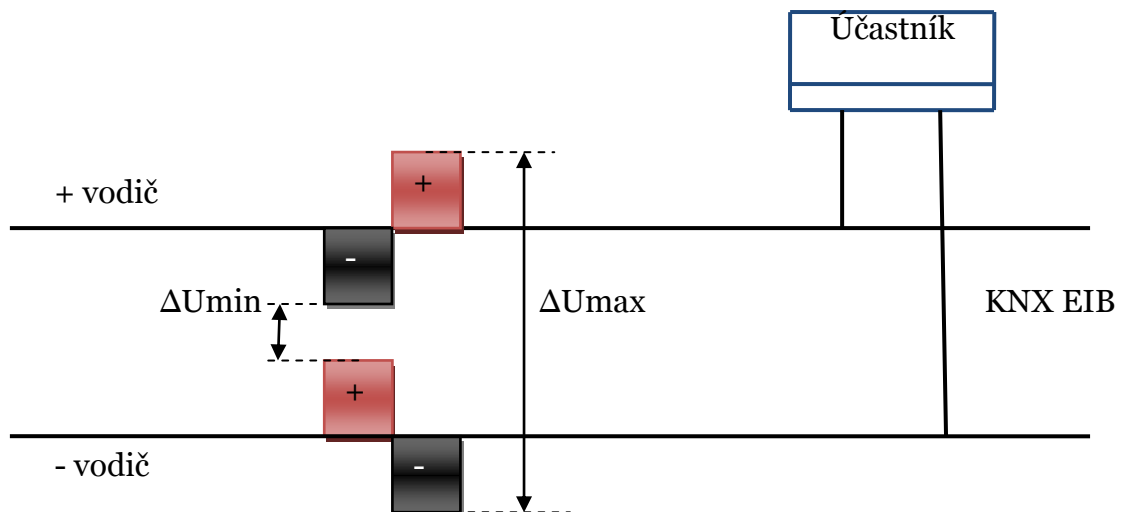 Účastník
+
+ vodič
-
ΔUmin
ΔUmax
KNX EIB
+
- vodič
-